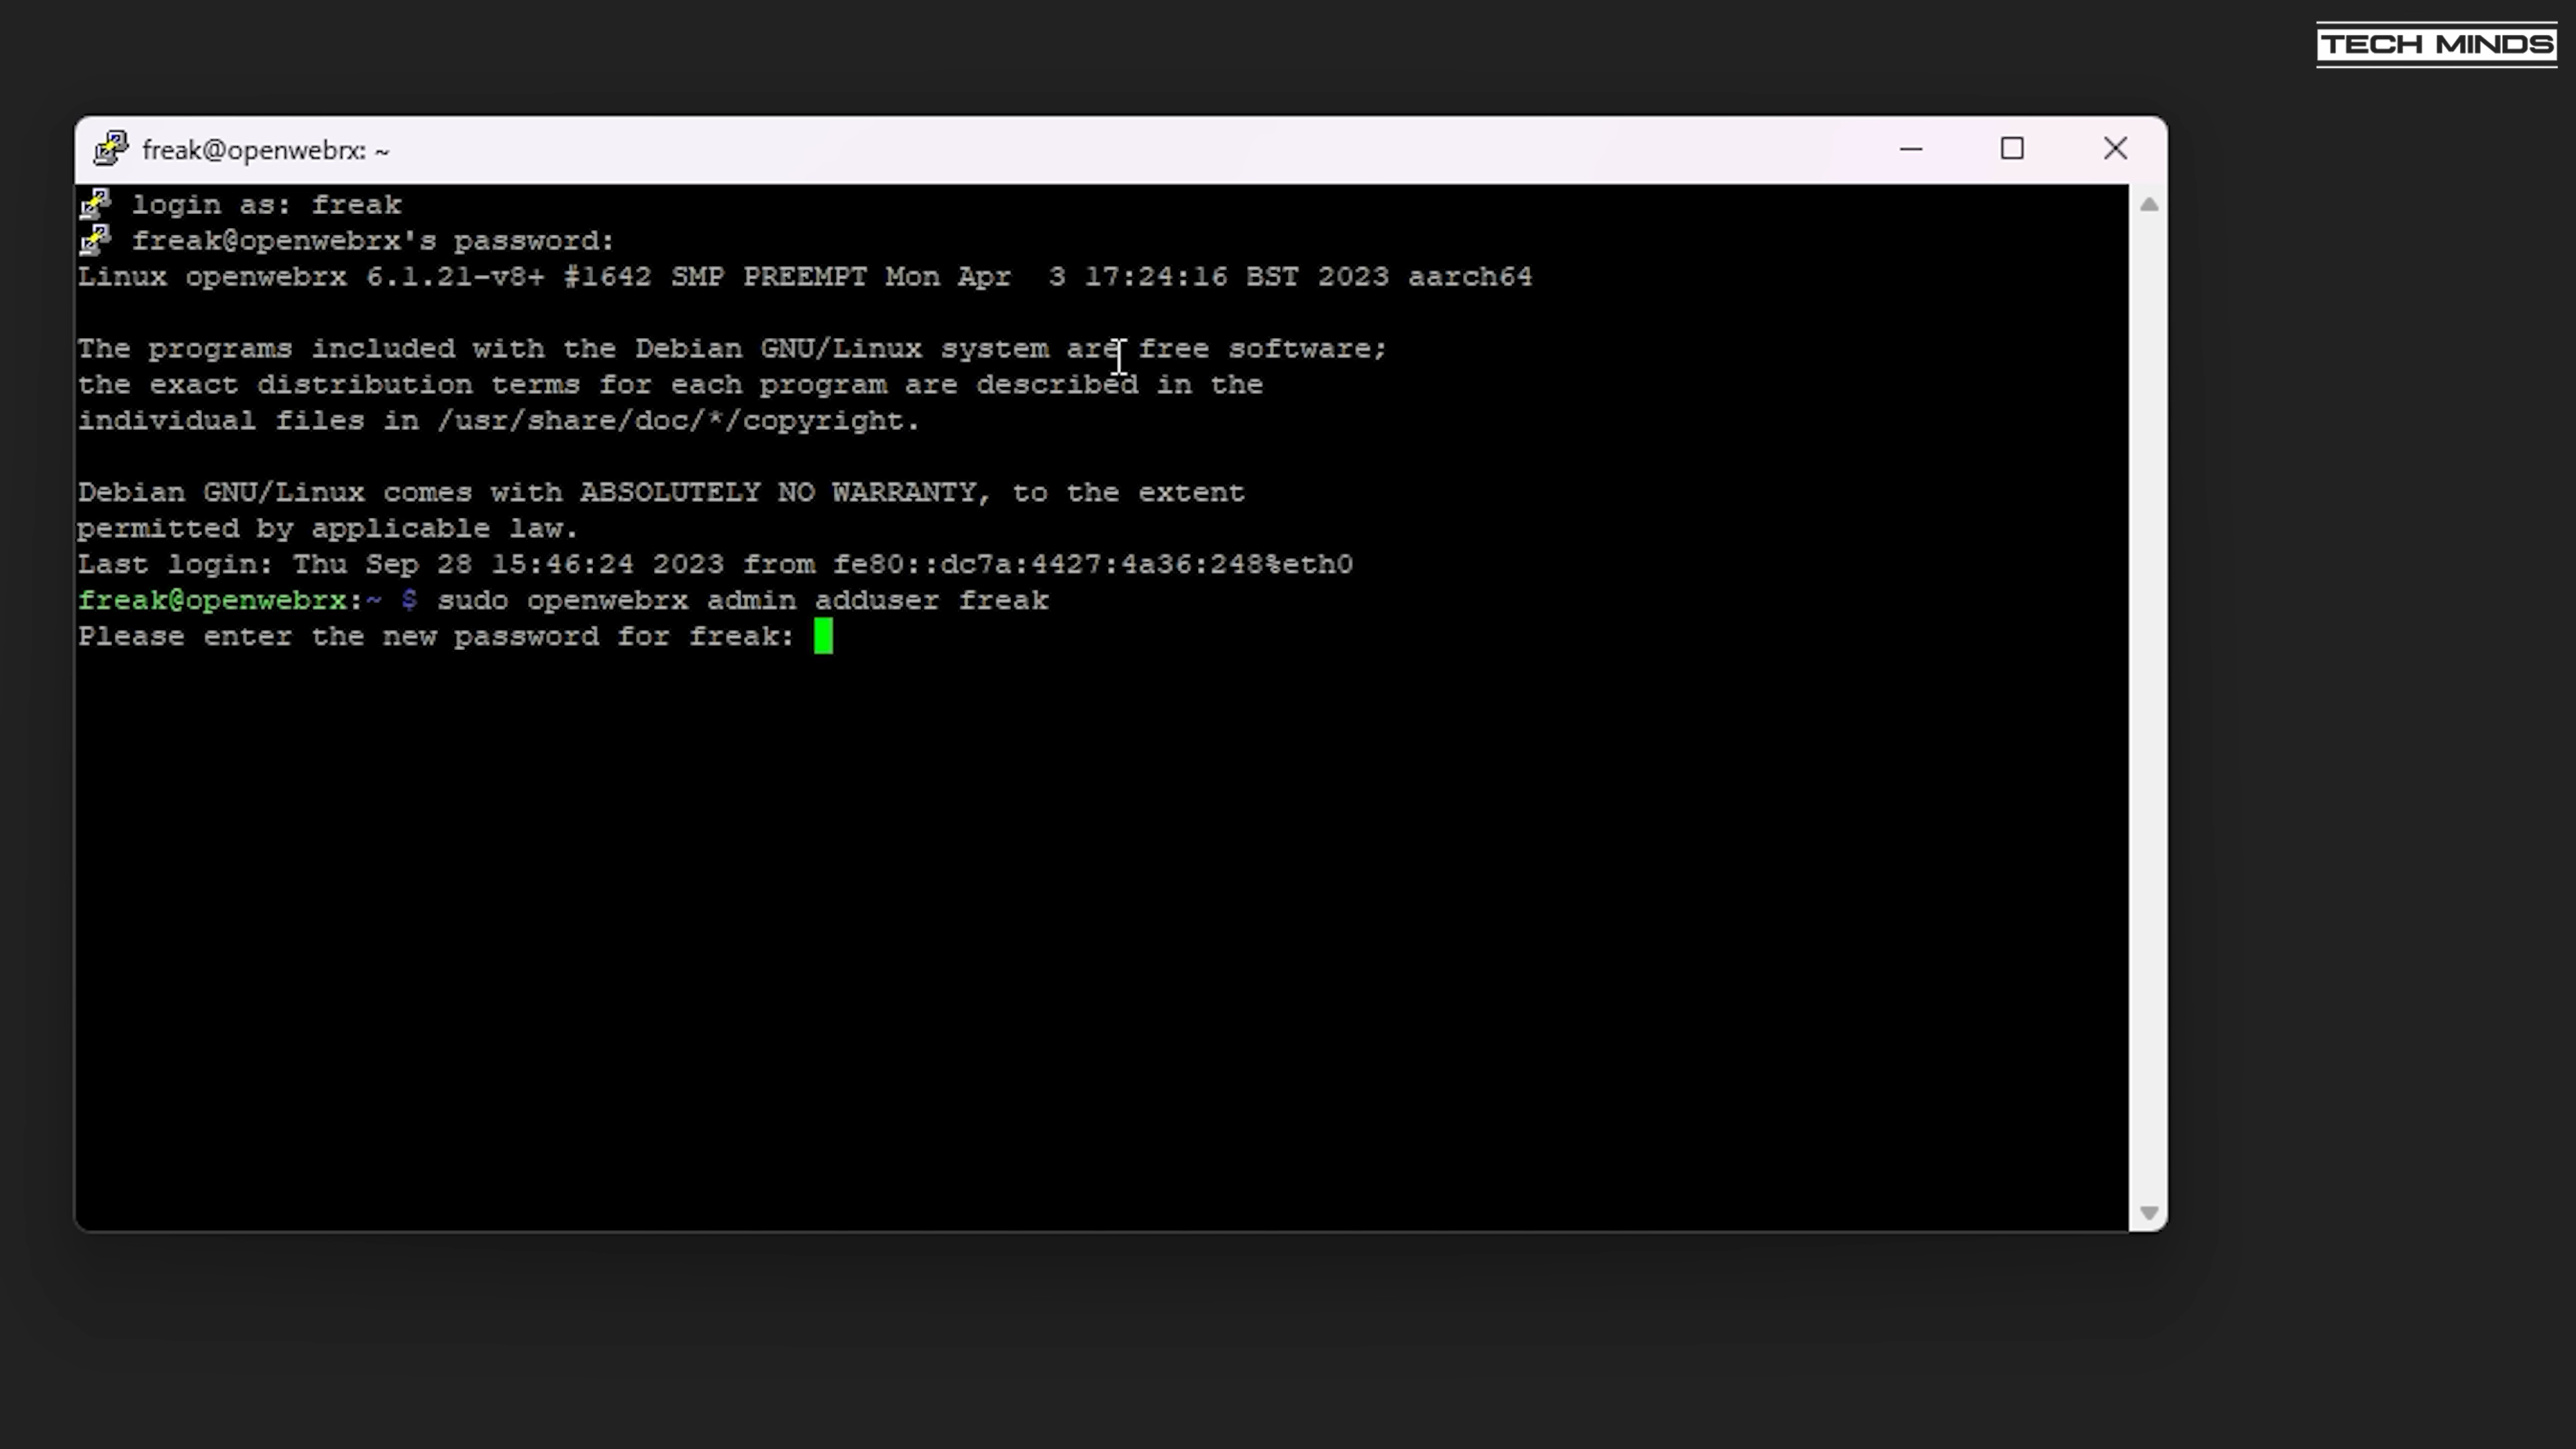 TECH MINDS
freak@openwebrx: ~
login as: freak
freak@openwebrx's password:
Linux openwebrx 6.1.21-v8+ #1642 SMP PREEMPT Mon Apr  3 17:24:16 BST 2023 aarch64
The programs included with the Debian GNU/Linux system are free software;
the exact distribution terms for each program are described in the
individual files in /usr/share/doc/*/copyright.
Debian GNU/Linux comes with ABSOLUTELY NO WARRANTY, to the extent
permitted by applicable law.
Last login: Thu Sep 28 15:46:24 2023 from fe80::dc7a:4427:4a36:248%eth0
freak@openwebrx:~ $ sudo openwebrx admin adduser freak
Please enter the new password for freak: